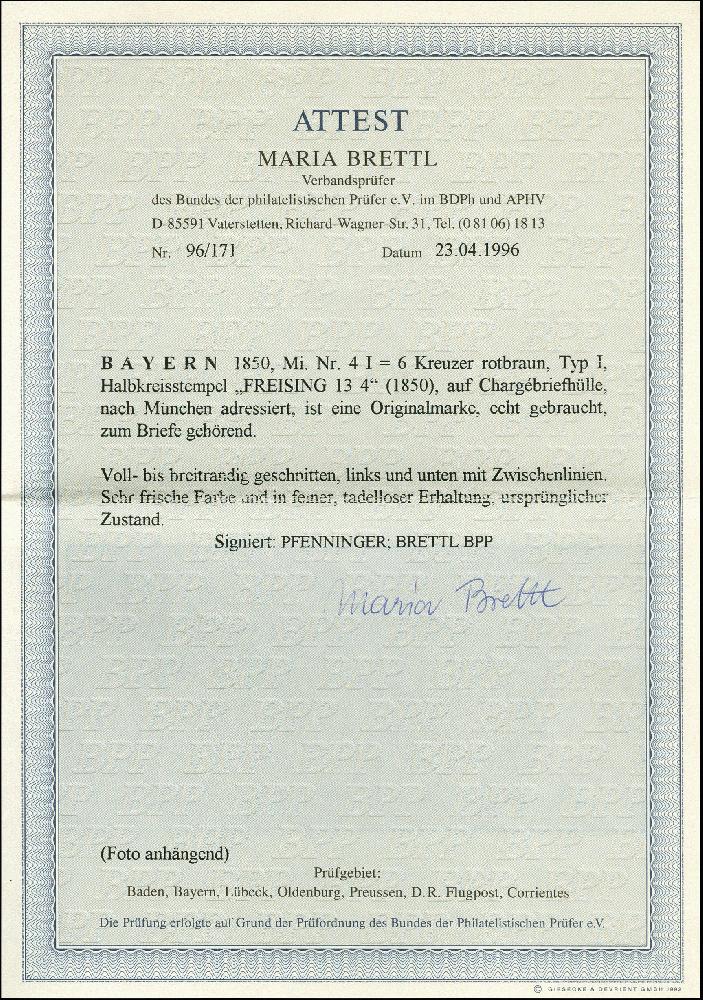 ATTEST
MARIA BRETTL
Verbandsprüfer
des Bundes der philatelistischen Prüfer e.V. im BDPh und APHV
D-85591 Vaterstetten, Richard-Wagner-Str. 31, Tel. (0 81 06) 18 13
Nr. 96/171 Datum 23.04.1996
B A Y E R N 1850, Mi. Nr. 4 I = 6 Kreuzer rotbraun, Typ I,
Halbkreisstempel „FREISING 13 4“ (1850), auf Chargébriefhülle,
nach München adressiert, ist eine Originalmarke, echt gebraucht,
zum Briefe gehörend.
Voll- bis breitrandig geschnitten, links und unten mit Zwischenlinien.
Sehr frische Farbe und in feiner, tadelloser Erhaltung, ursprünglicher
Zustand.
Signiert: PFENNINGER; BRETTL BPP
Maria Brettl
(Foto anhängend)
Prüfgebiet:
Baden, Bayern, Lübeck, Oldenburg, Preussen, D.R. Flugpost, Corrientes
Die Prüfung erfolgte auf Grund der Prüfordnung des Bundes der Philatelistischen Prüfer e.V.
© GIESECKE & DEVRIENT GMBH 1992